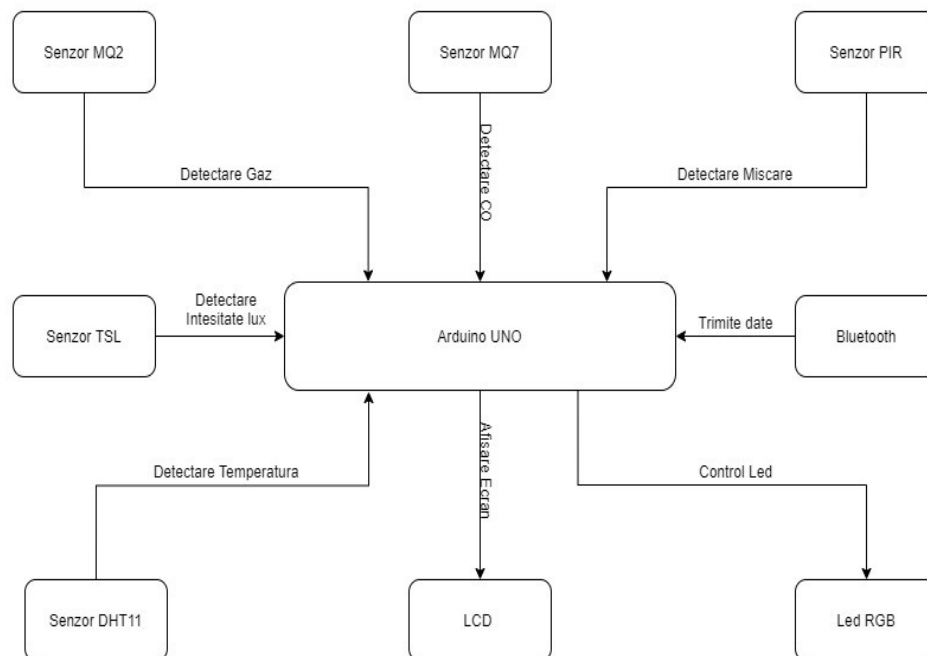 Senzor MQ2
Senzor MQ7
Senzor PIR
Detectare Gaz
Detectare CO
Detectare Miscare
Senzor TSL
Detectare
Intesitate lux
Arduino UNO
Trimite date
Bluetooth
Detectare Temperatura
Afisare Ecran
Control Led
Senzor DHT11
LCD
Led RGB